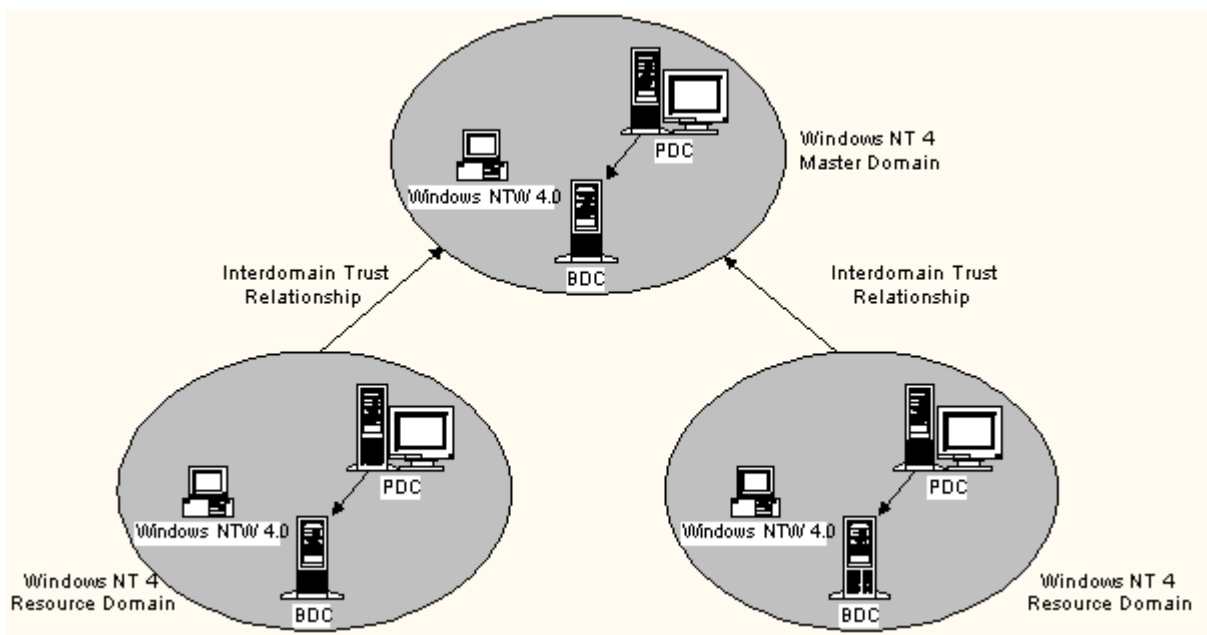 PDC
Windows NT 4
Master Domain
Windows NTW 4.0
BDC
Interdomain Trust
Relationship
Interdomain Trust
Relationship
PDC
Windows NTW 4.0
BDC
Windows NT 4
Resource Domain
PDC
Windows NTW 4.0
BDC
Windows NT 4
Resource Domain